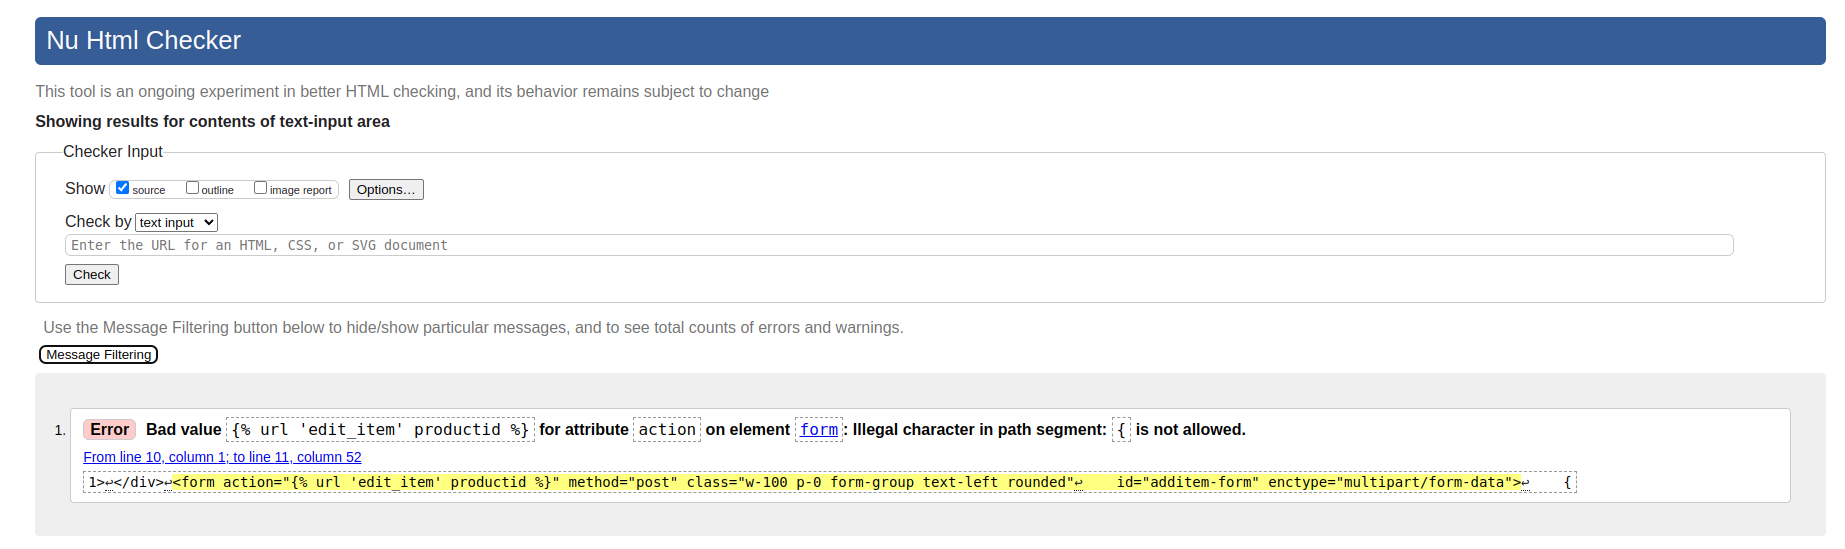 Nu Html Checker
This tool is an ongoing experiment in better HTML checking, and its behavior remains subject to change
Showing results for contents of text-input area
Checker Input
Show source outline image report Options...
Check by text input
Enter the URL for an HTML, CSS, or SVG document
Check
Use the Message Filtering button below to hide/show particular messages, and to see total counts of errors and warnings.
Message Filtering
1. Error Bad value {% url 'edit_item' productid %} for attribute action on element form: Illegal character in path segment: { is not allowed.
From line 10, column 1; to line 11, column 52
1>↩</div>↩<form action="{% url 'edit_item' productid %}" method="post" class="w-100 p-0 form-group text-left rounded"↩    id="additem-form" enctype="multipart/form-data">↩    {